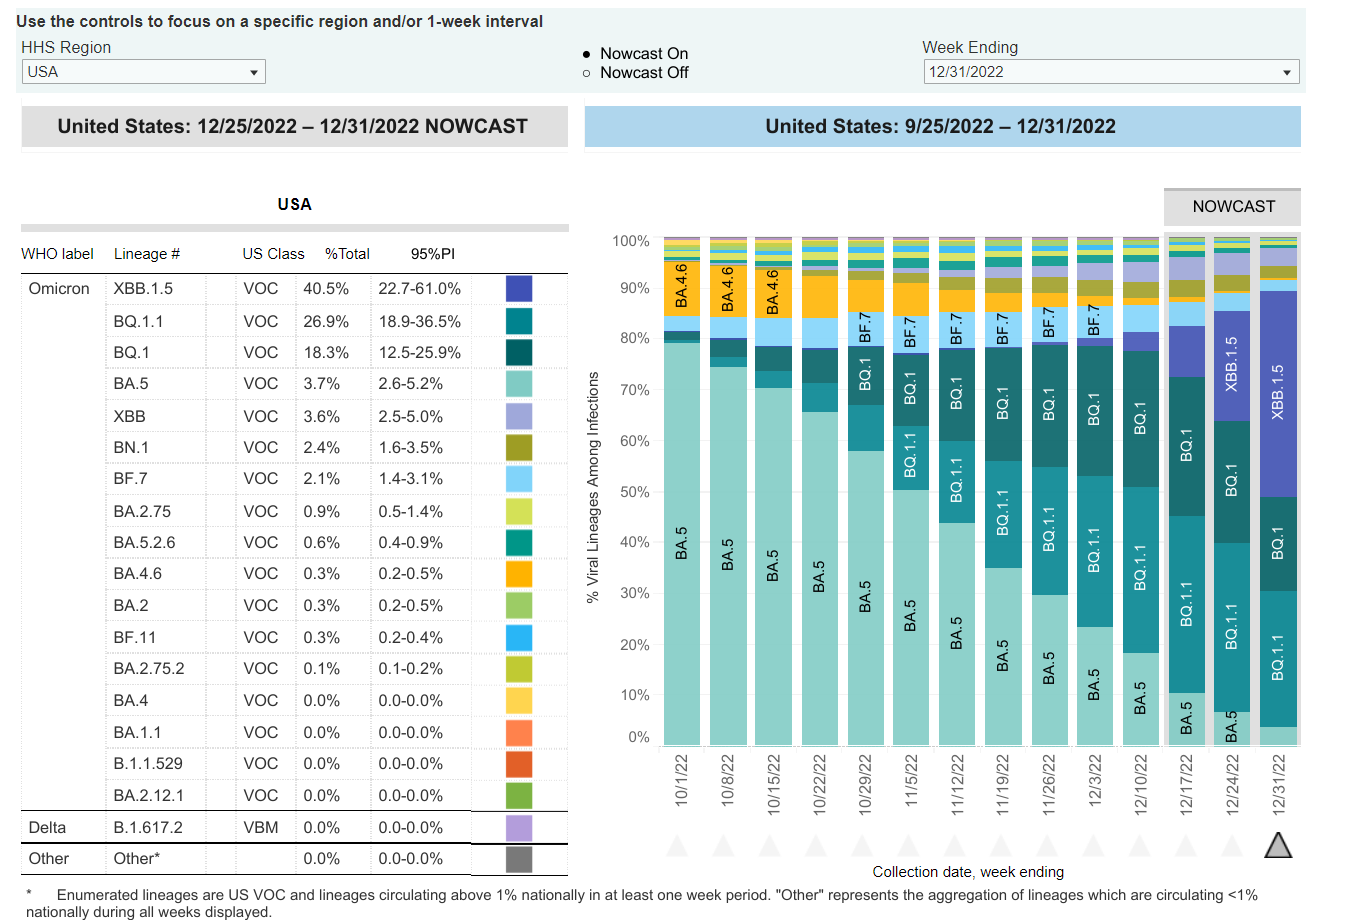 Use the controls to focus on a specific region and/or 1-week interval
HHS Region
USA
Nowcast On
Nowcast Off
Week Ending
12/31/2022
United States: 12/25/2022 – 12/31/2022 NOWCAST
United States: 9/25/2022 – 12/31/2022
USA
WHO label Lineage # US Class %Total 95%PI
Omicron XBB.1.5 VOC 40.5% 22.7-61.0%
BQ.1.1 VOC 26.9% 18.9-36.5%
BQ.1 VOC 18.3% 12.5-25.9%
BA.5 VOC 3.7% 2.6-5.2%
XBB VOC 3.6% 2.5-5.0%
BN.1 VOC 2.4% 1.6-3.5%
BF.7 VOC 2.1% 1.4-3.1%
BA.2.75 VOC 0.9% 0.5-1.4%
BA.5.2.6 VOC 0.6% 0.4-0.9%
BA.4.6 VOC 0.3% 0.2-0.5%
BA.2 VOC 0.3% 0.2-0.5%
BF.11 VOC 0.3% 0.2-0.4%
BA.2.75.2 VOC 0.1% 0.1-0.2%
BA.4 VOC 0.0% 0.0-0.0%
BA.1.1 VOC 0.0% 0.0-0.0%
B.1.1.529 VOC 0.0% 0.0-0.0%
BA.2.12.1 VOC 0.0% 0.0-0.0%
Delta B.1.617.2 VBM 0.0% 0.0-0.0%
Other Other* 0.0% 0.0-0.0%
NOWCAST
% Viral Lineages Among Infections
100%
90%
80%
70%
60%
50%
40%
30%
20%
10%
0%
BA.4.6
BA.5
BA.4.6
BA.5
BA.4.6
BA.5
BA.5
BF.7
BQ.1
BA.5
BF.7
BQ.1
BQ.1.1
BA.5
BF.7
BQ.1
BQ.1.1
BA.5
BF.7
BQ.1
BQ.1.1
BA.5
BF.7
BQ.1
BQ.1.1
BA.5
BF.7
BQ.1
BQ.1.1
BA.5
BQ.1
BQ.1.1
BA.5
BQ.1
BQ.1.1
BA.5
XBB.1.5
BQ.1
BQ.1.1
BA.5
XBB.1.5
BQ.1
BQ.1.1
10/1/22
10/8/22
10/15/22
10/22/22
10/29/22
11/5/22
11/12/22
11/19/22
11/26/22
12/3/22
12/10/22
12/17/22
12/24/22
12/31/22
Collection date, week ending
* Enumerated lineages are US VOC and lineages circulating above 1% nationally in at least one week period. "Other" represents the aggregation of lineages which are circulating <1%
nationally during all weeks displayed.